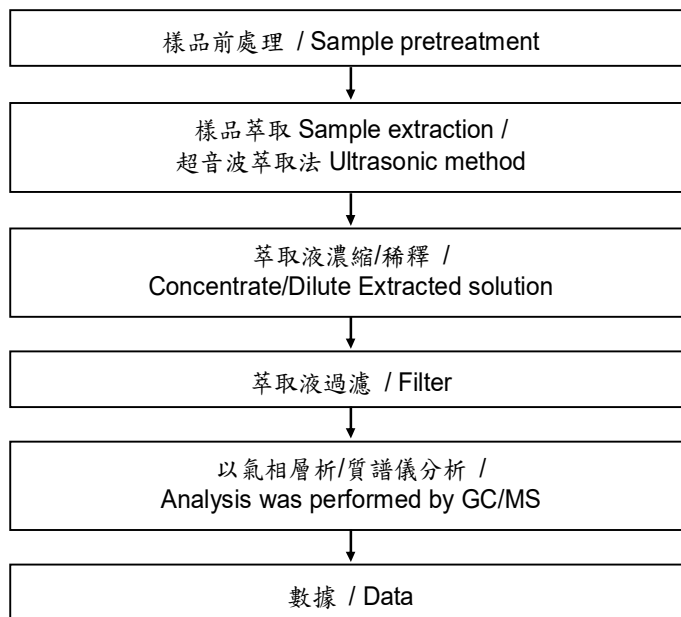 樣品前處理 / Sample pretreatment
樣品萃取 Sample extraction /
超音波萃取法 Ultrasonic method
萃取液濃縮/稀釋 /
Concentrate/Dilute Extracted solution
萃取液過濾 / Filter
以氣相層析/質譜儀分析 /
Analysis was performed by GC/MS
數據 / Data